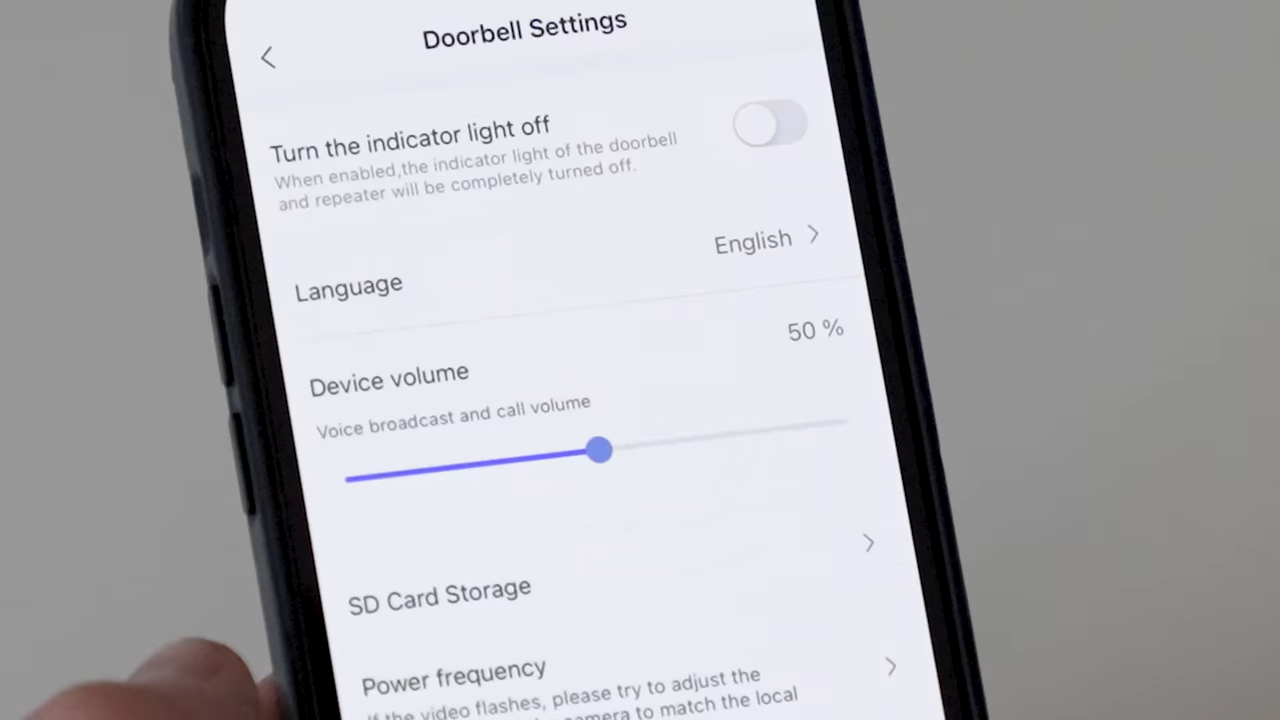 Doorbell Settings
Turn the indicator light off
When enabled,the indicator light of the doorbell
and repeater will be completely turned off.
Language
English
50 %
Device volume
Voice broadcast and call volume
SD Card Storage
Power frequency
If the video flashes, please try to adjust the
camera to match the local